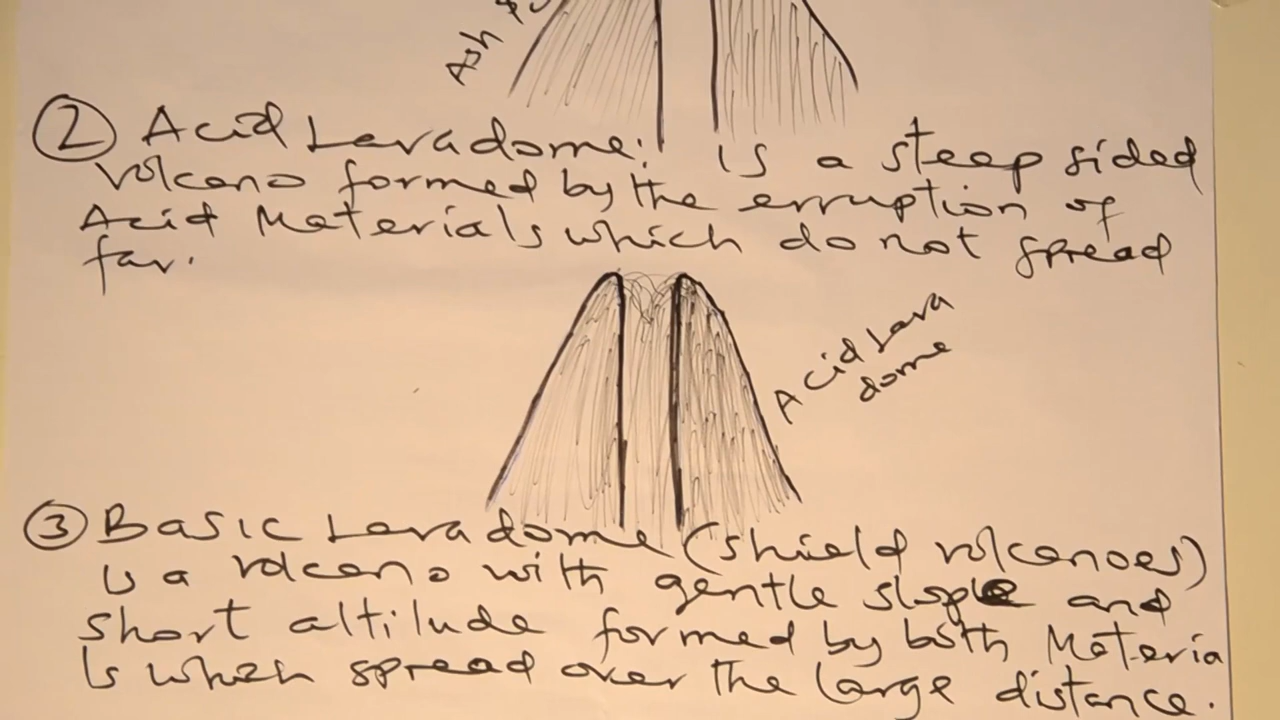 Ash
② Acid Lava dome: is a steep sided
volcano formed by the erruption of
Acid Materials which do not spread
far.
Acid Lava
dome
③ Basic Lava dome (shield volcanoes)
is a volcano with gentle slope and
short altitude formed by both Materia
ls which spread over the large distance.